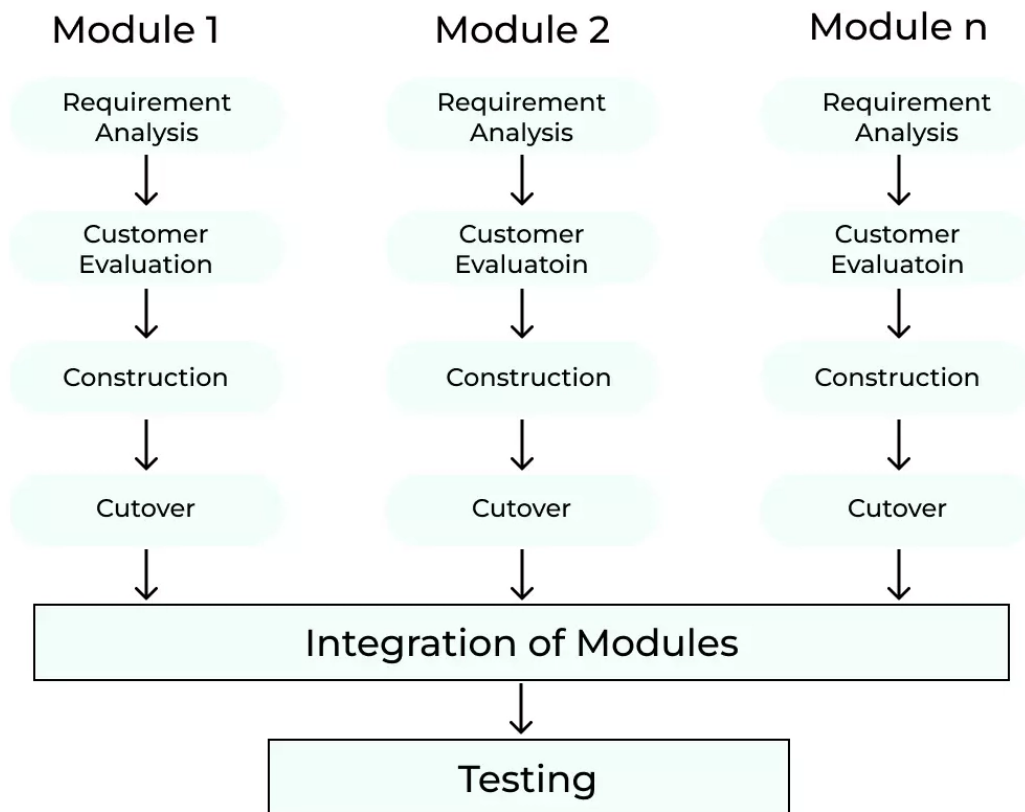 Module 1
Module 2
Module n
Requirement
Analysis
Requirement
Analysis
Requirement
Analysis
Customer
Evaluation
Customer
Evaluatoin
Customer
Evaluatoin
Construction
Construction
Construction
Cutover
Cutover
Cutover
Integration of Modules
Testing